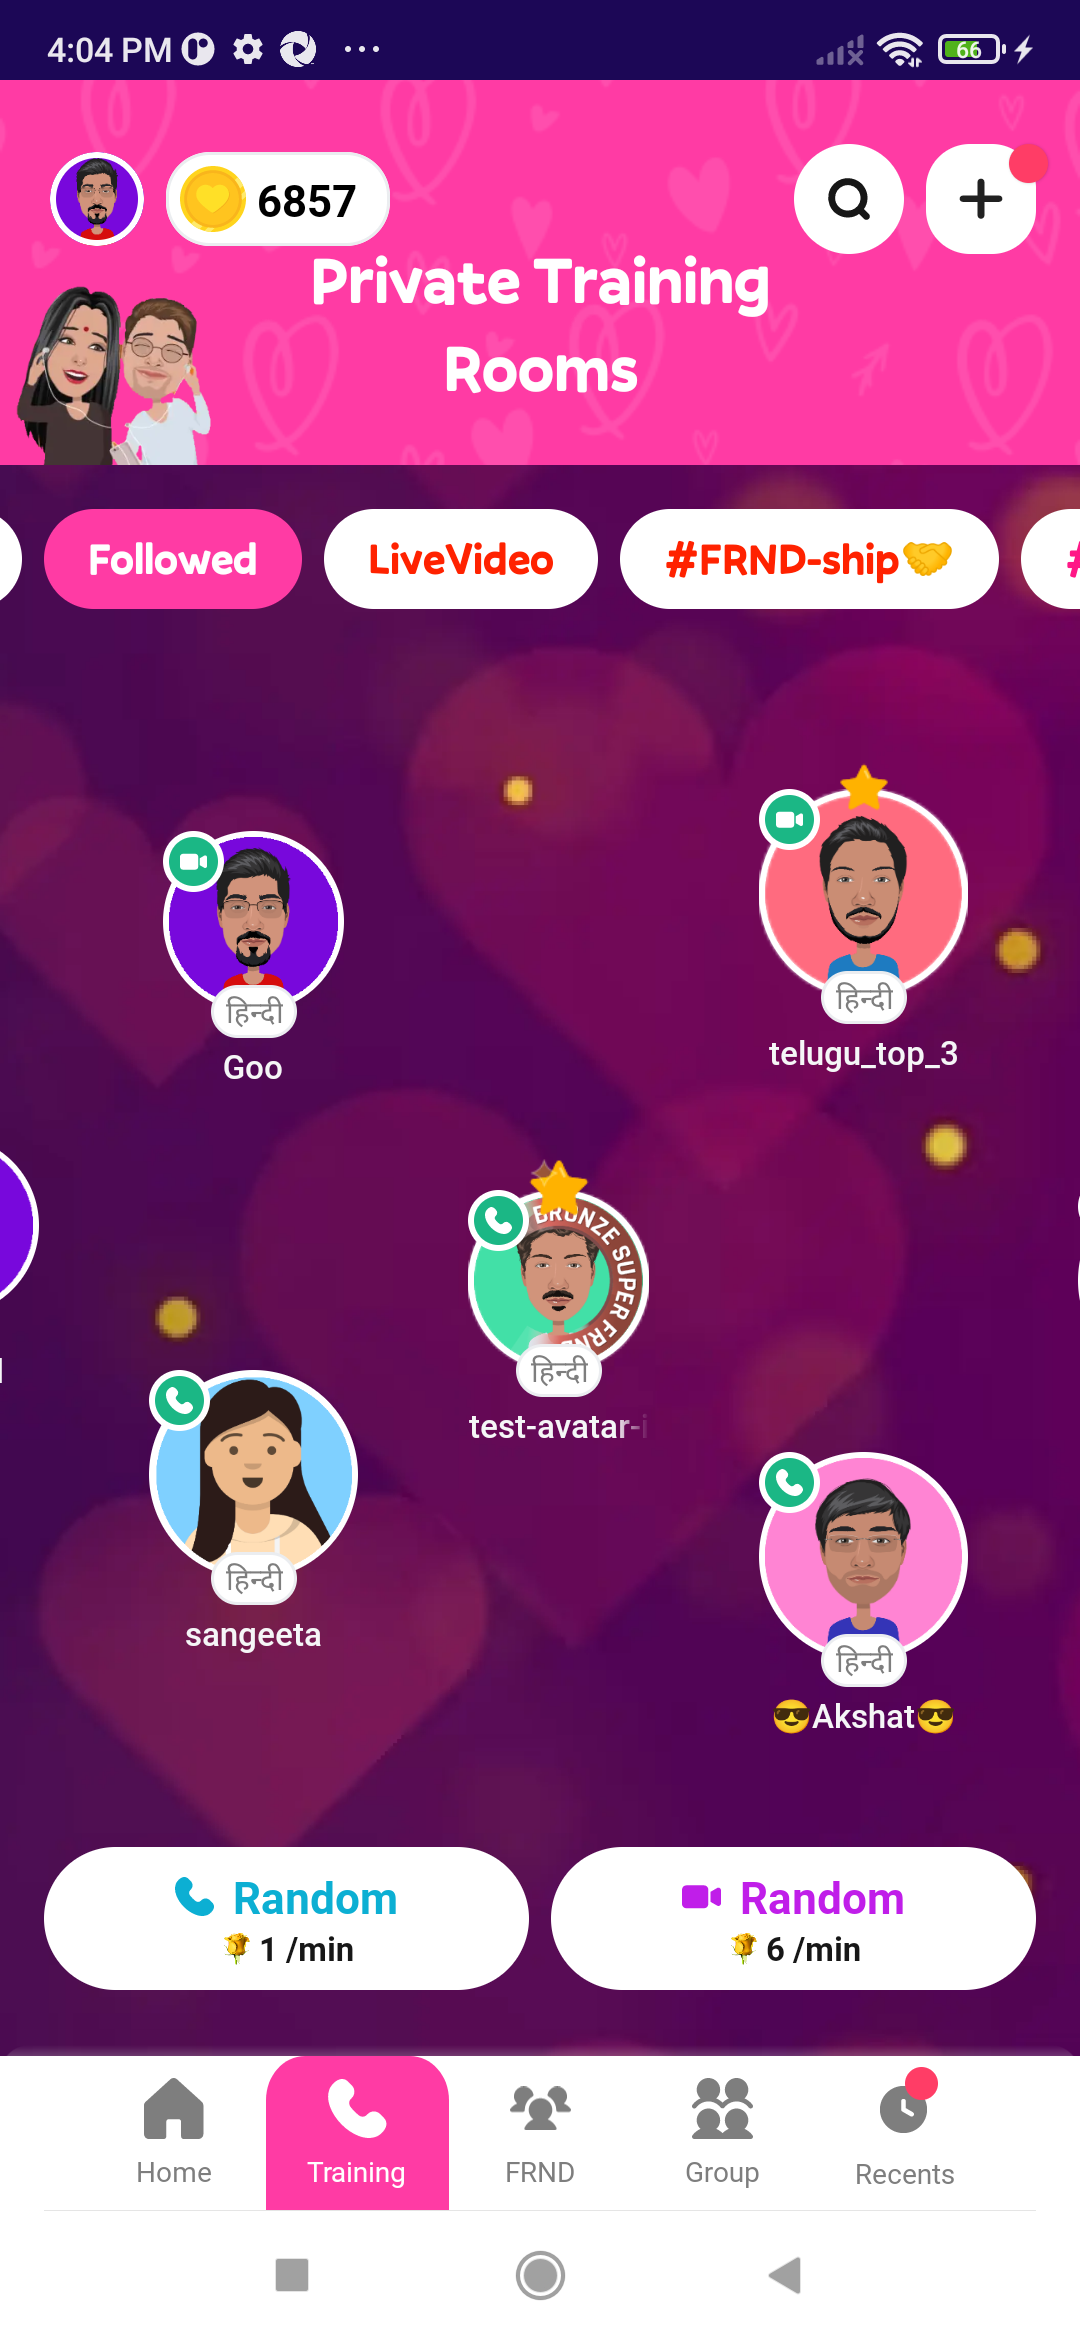 4:04 PM
66
6857
Private Training
Rooms
Followed
LiveVideo
#FRND-ship🤝
#
हिन्दी
Goo
हिन्दी
telugu_top_3
BRONZE SUPER FRND
हिन्दी
test-avatar-i
हिन्दी
sangeeta
हिन्दी
😎Akshat😎
Random
1 /min
Random
6 /min
Home
Training
FRND
Group
Recents